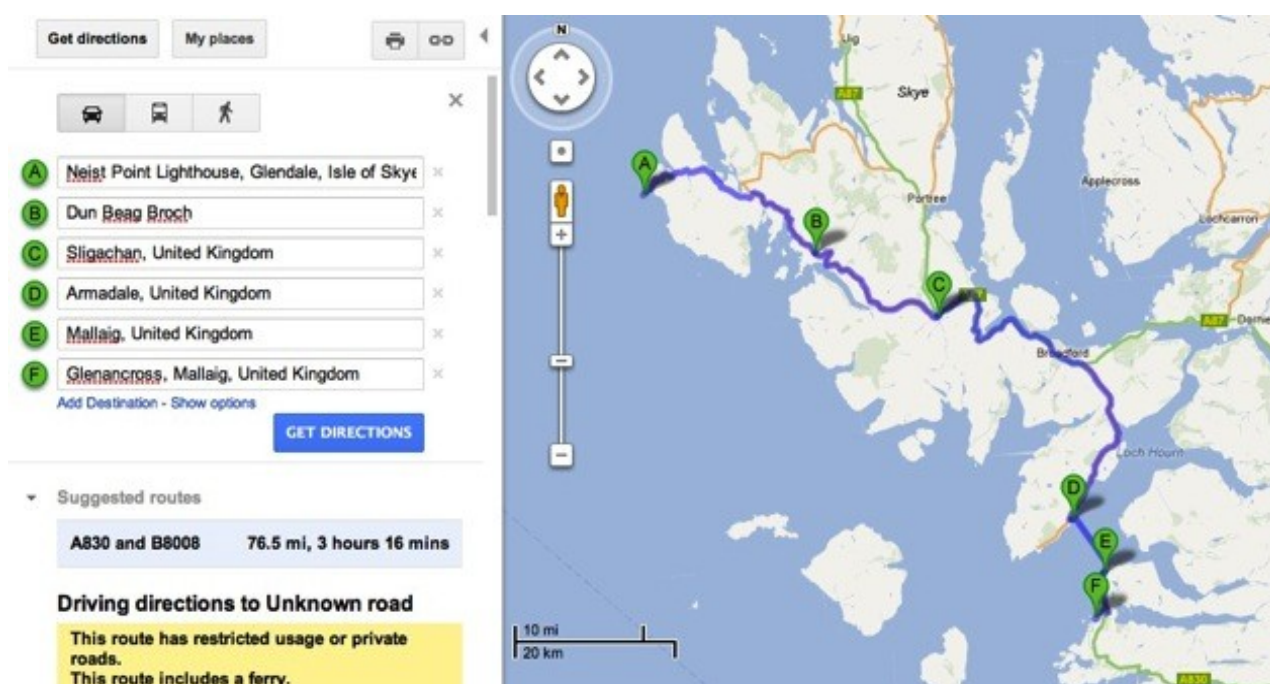 Get directions
My places
A
Neist Point Lighthouse, Glendale, Isle of Skye
B
Dun Beag Broch
C
Sligachan, United Kingdom
D
Armadale, United Kingdom
E
Mallaig, United Kingdom
F
Glenancross, Mallaig, United Kingdom
Add Destination - Show options
GET DIRECTIONS
Suggested routes
A830 and B8008 76.5 mi, 3 hours 16 mins
Driving directions to Unknown road
This route has restricted usage or private
roads.
This route includes a ferry.
N
Uig
A87
Skye
A
Applecross
Portree
Lochcarron
B
C
A87
Broadford
Loch Hourn
D
E
F
10 mi
20 km
A830